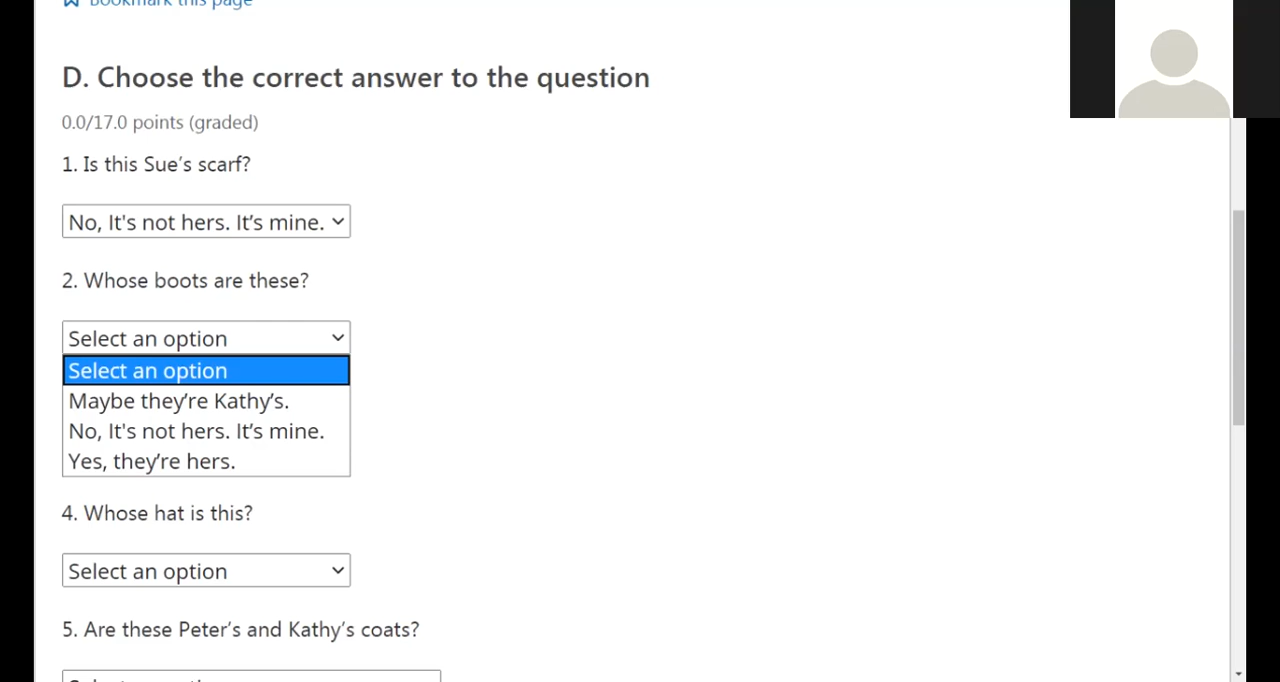 Bookmark this page
D. Choose the correct answer to the question
0.0/17.0 points (graded)
1. Is this Sue’s scarf?
No, It's not hers. It’s mine.
2. Whose boots are these?
Select an option
Select an option
Maybe they’re Kathy’s.
No, It's not hers. It’s mine.
Yes, they’re hers.
4. Whose hat is this?
Select an option
5. Are these Peter’s and Kathy’s coats?